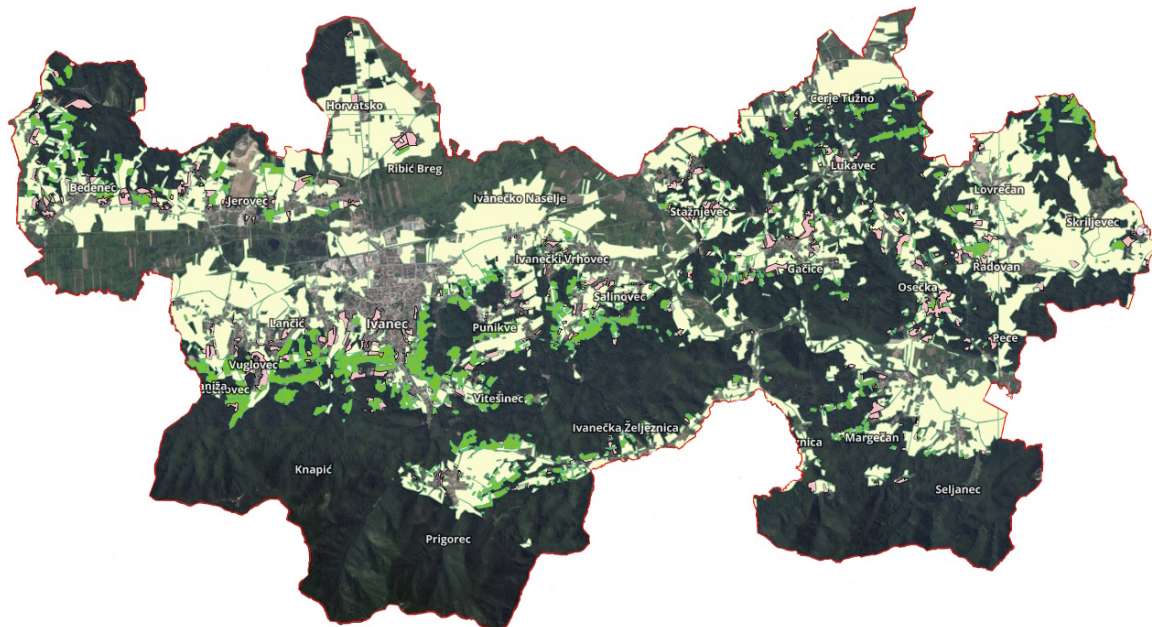 Horvatsko
Cerje Tužno
Ribić Breg
Lukavec
Bedenec
Jerovec
Lovrečan
Ivanečko Naselje
Stažnjevec
Škriljevec
Ivanečki Vrhovec
Gačice
Radovan
Salinovec
Osečka
Lančić
Ivanec
Punikve
Pece
Vuglovec
aniža
Vitešinec
Ivanečka Željeznica
Margečan
Knapić
Seljanec
Prigorec